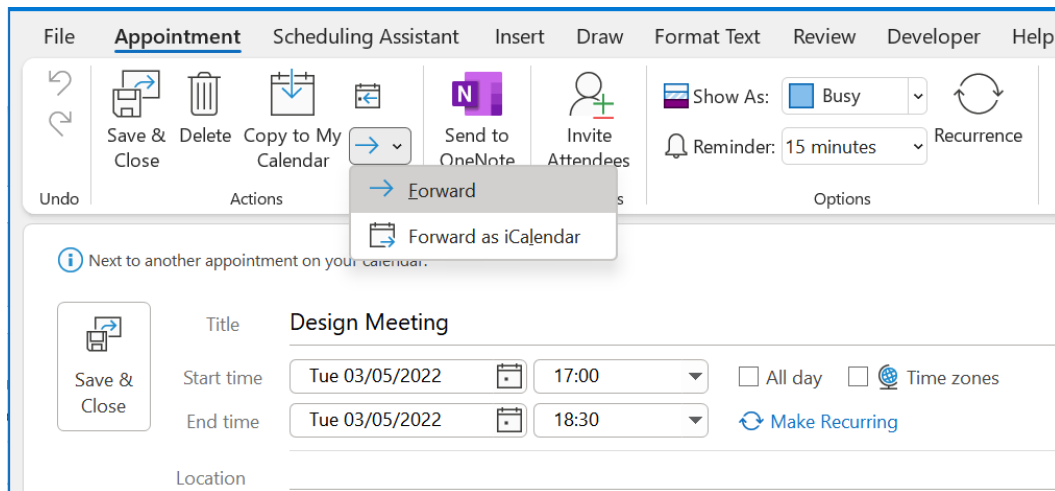 File Appointment Scheduling Assistant Insert Draw Format Text Review Developer Help
Save & Close
Delete
Copy to My Calendar
Send to OneNote
Invite Attendees
Show As: Busy
Reminder: 15 minutes
Recurrence
Undo
Actions
Options
Forward
Forward as iCalendar
Next to another appointment on your calendar.
Save & Close
Title Design Meeting
Start time Tue 03/05/2022 17:00 All day Time zones
End time Tue 03/05/2022 18:30 Make Recurring
Location